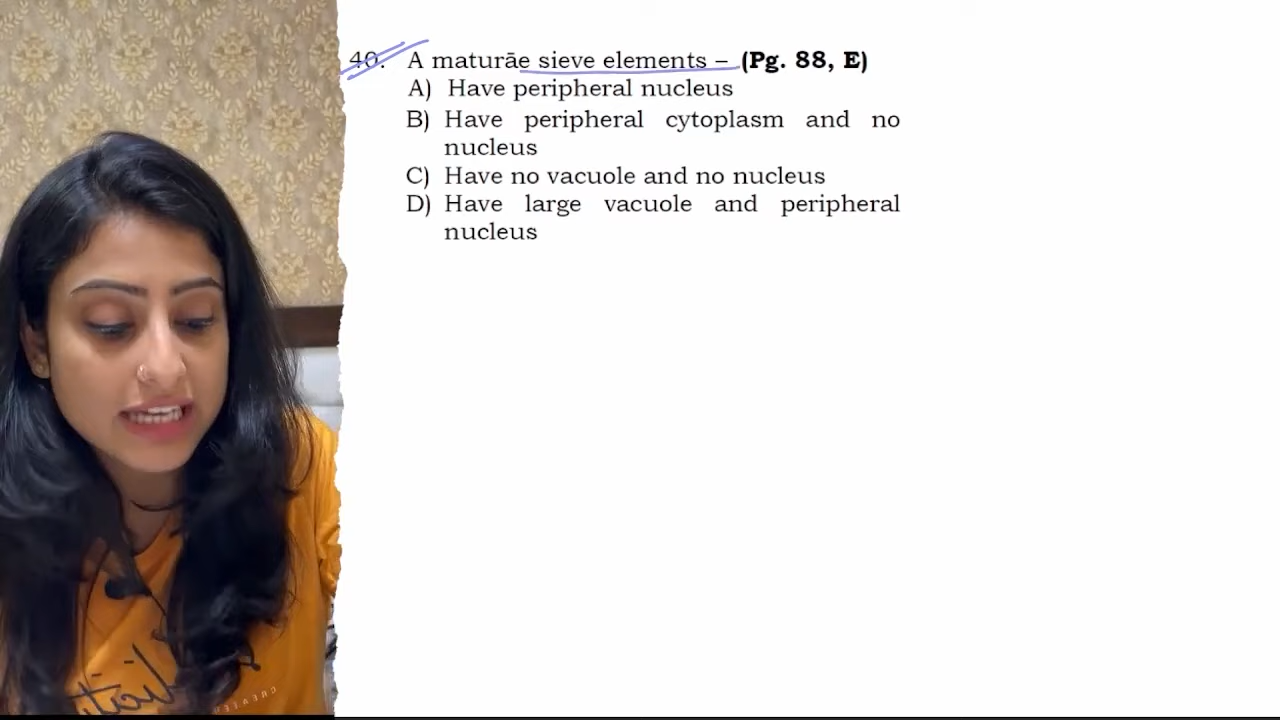 40. A maturāe sieve elements – (Pg. 88, E)
A) Have peripheral nucleus
B) Have peripheral cytoplasm and no
nucleus
C) Have no vacuole and no nucleus
D) Have large vacuole and peripheral
nucleus